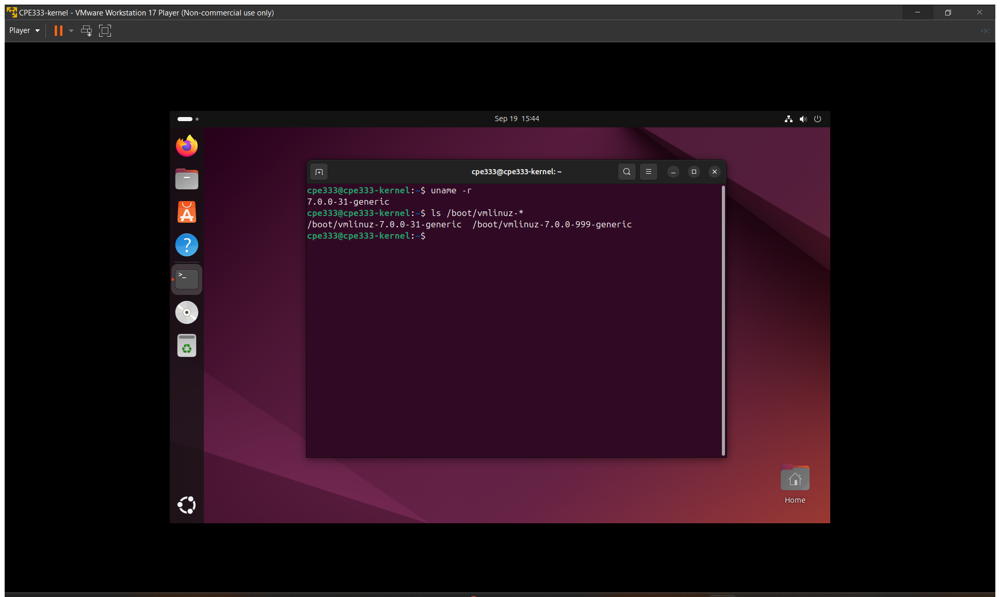 CPE333-kernel - VMware Workstation 17 Player (Non-commercial use only)
Player
Sep 19 15:44
cpe333@cpe333-kernel: ~
cpe333@cpe333-kernel:~$ uname -r
7.0.0-31-generic
cpe333@cpe333-kernel:~$ ls /boot/vmlinuz-*
/boot/vmlinuz-7.0.0-31-generic  /boot/vmlinuz-7.0.0-999-generic
cpe333@cpe333-kernel:~$
Home